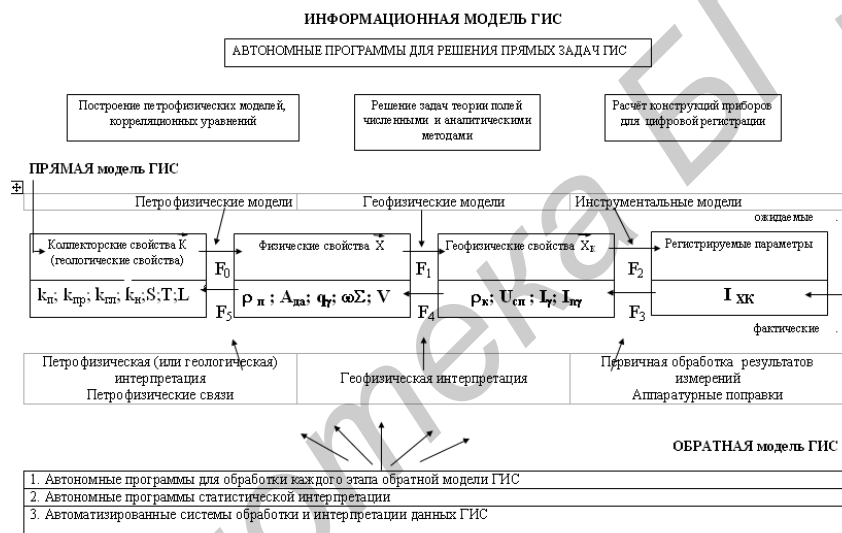 ИНФОРМАЦИОННАЯ МОДЕЛЬ ГИС
АВТОНОМНЫЕ ПРОГРАММЫ ДЛЯ РЕШЕНИЯ ПРЯМЫХ ЗАДАЧ ГИС
Построение петрофизических моделей,
корреляционных уравнений
Решение задач теории полей
численными и аналитическими
методами
Расчёт конструкций приборов
для цифровой регистрации
ПРЯМАЯ модель ГИС
Петрофизические модели
Геофизические модели
Инструментальные модели
ожидаемые
Коллекторские свойства K
(геологические свойства)
F₀
Физические свойства X
F₁
Геофизические свойства Xк
F₂
Регистрируемые параметры
kп; kпр; kгл; kн;S;T;L
F₅
ρ п ; Aда; qγ; ωΣ; V
F₄
ρк; Uсп ; Iγ; Inγ
F₃
I ХК
фактические
Петрофизическая (или геологическая)
интерпретация
Петрофизические связи
Геофизическая интерпретация
Первичная обработка результатов
измерений
Аппаратурные поправки
ОБРАТНАЯ модель ГИС
1. Автономные программы для обработки каждого этапа обратной модели ГИС
2. Автономные программы статистической интерпретации
3. Автоматизированные системы обработки и интерпретации данных ГИС